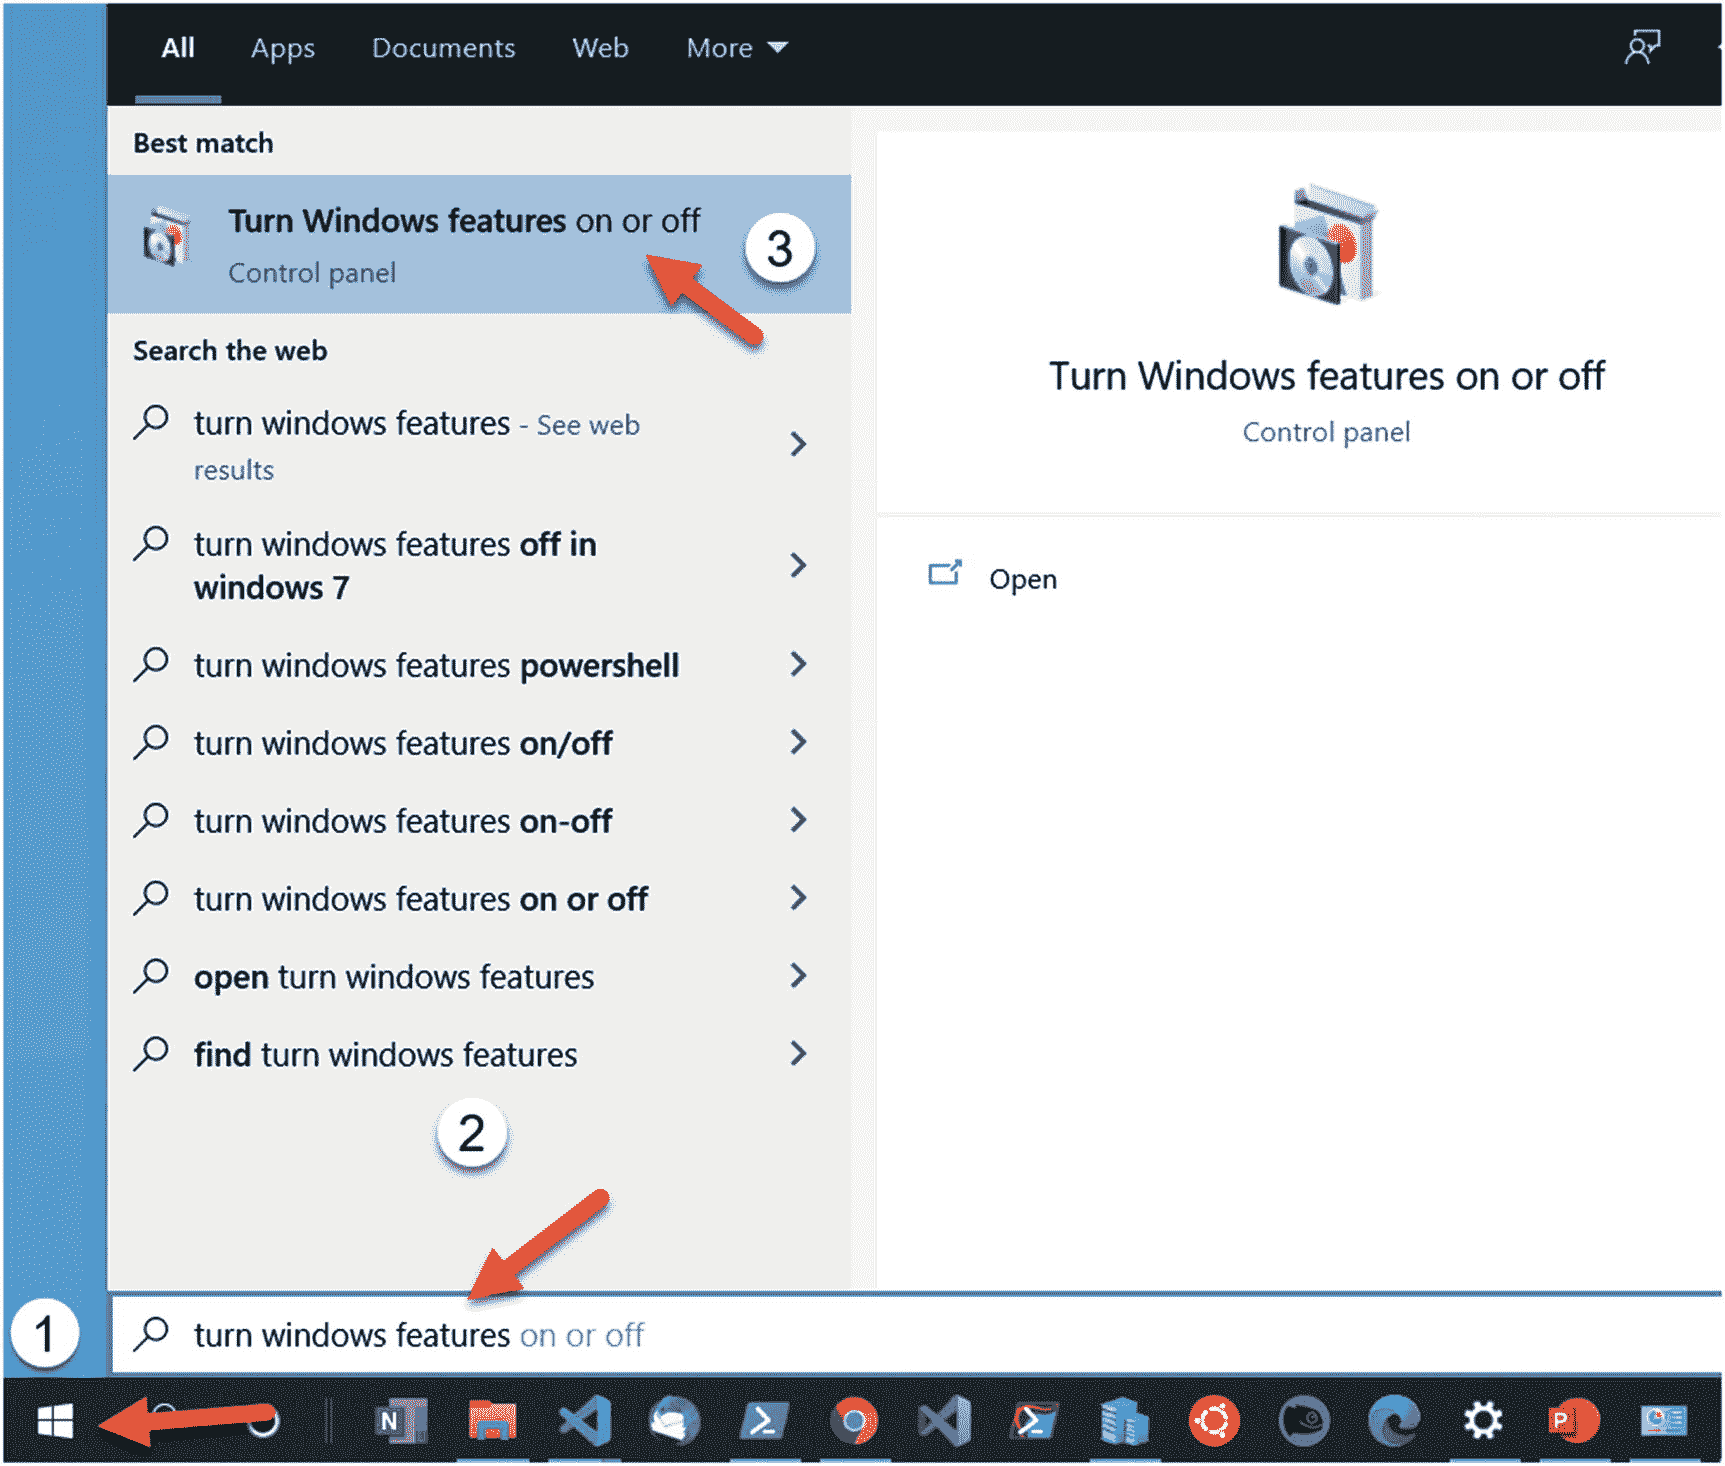 All Apps Documents Web More
Best match
Turn Windows features on or off
Control panel
3
Search the web
turn windows features - See web
results
turn windows features off in
windows 7
turn windows features powershell
turn windows features on/off
turn windows features on-off
turn windows features on or off
open turn windows features
find turn windows features
2
Turn Windows features on or off
Control panel
Open
1
turn windows features on or off
N
P